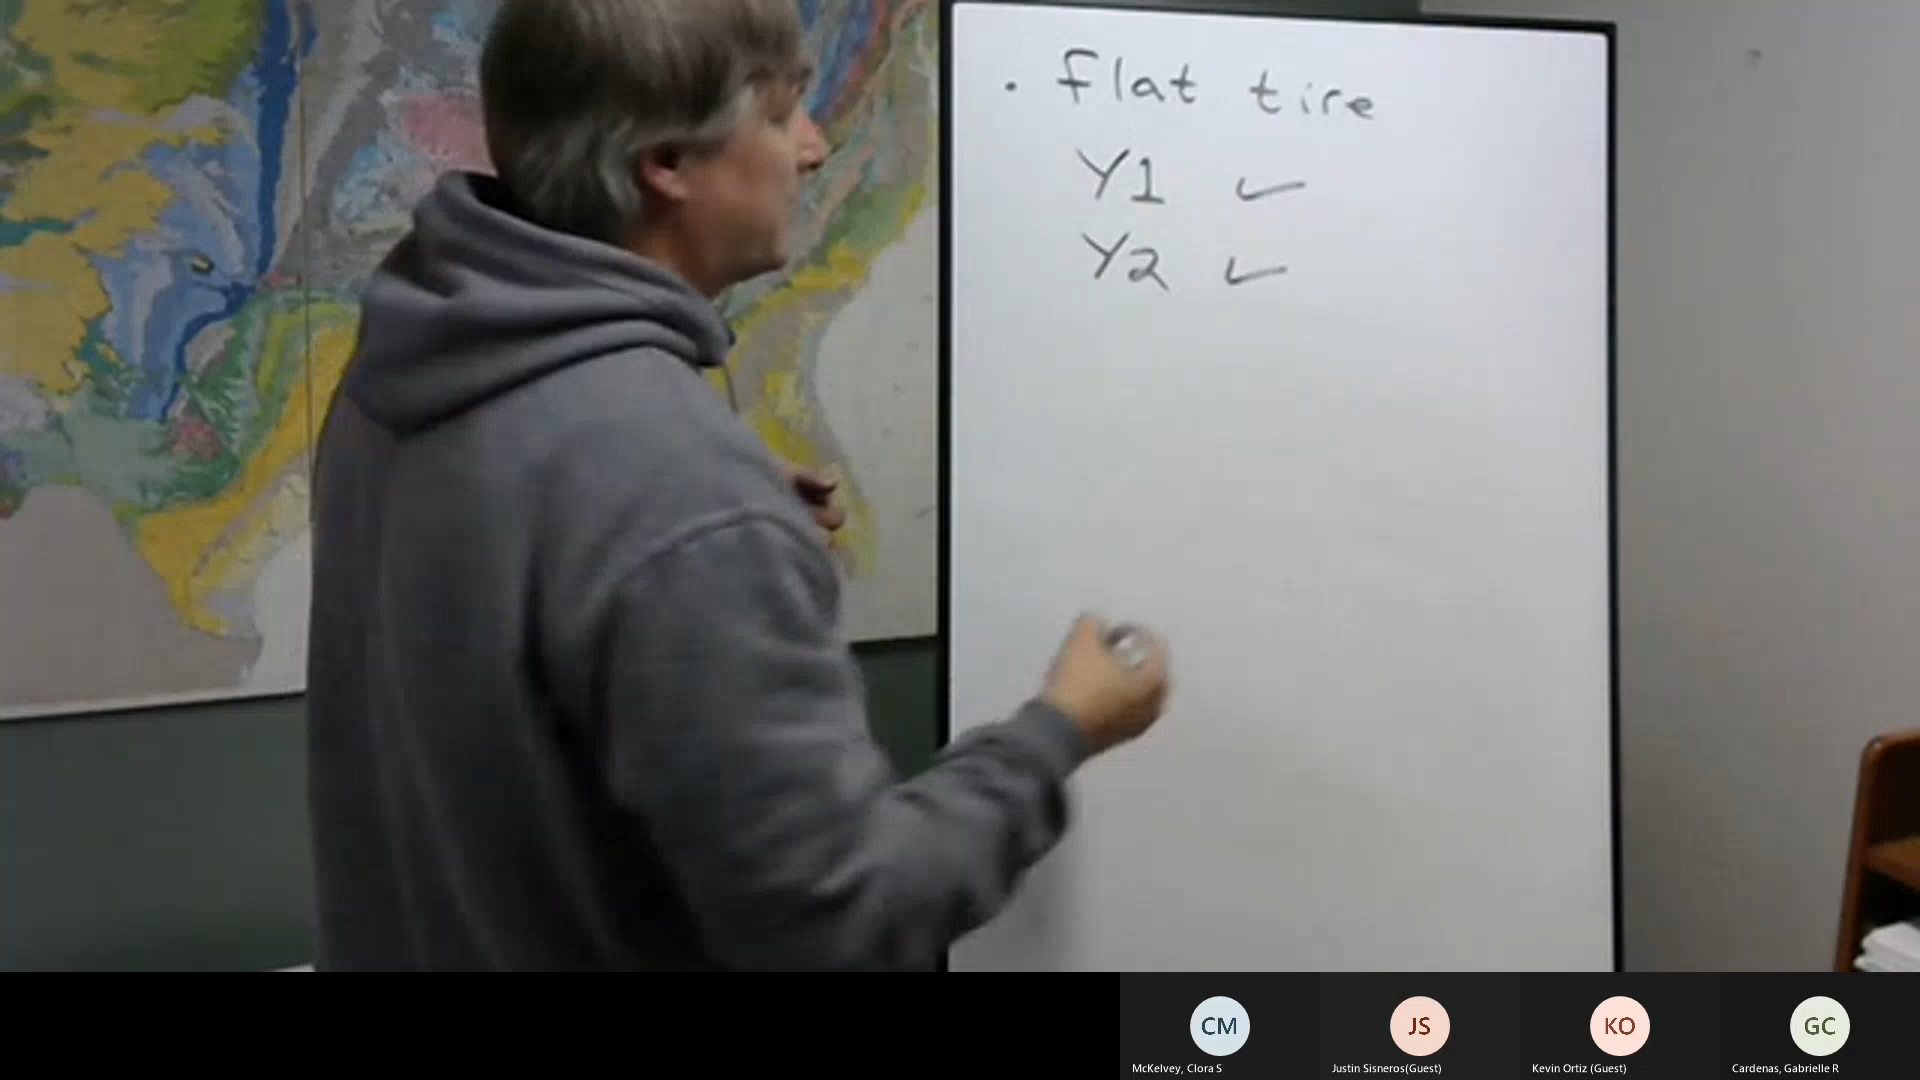 . flat tire
Y1 ✓
Y2 ✓
CM
JS
KO
GC
McKelvey, Clora S
Justin Sisneros(Guest)
Kevin Ortiz (Guest)
Cardenas, Gabrielle R